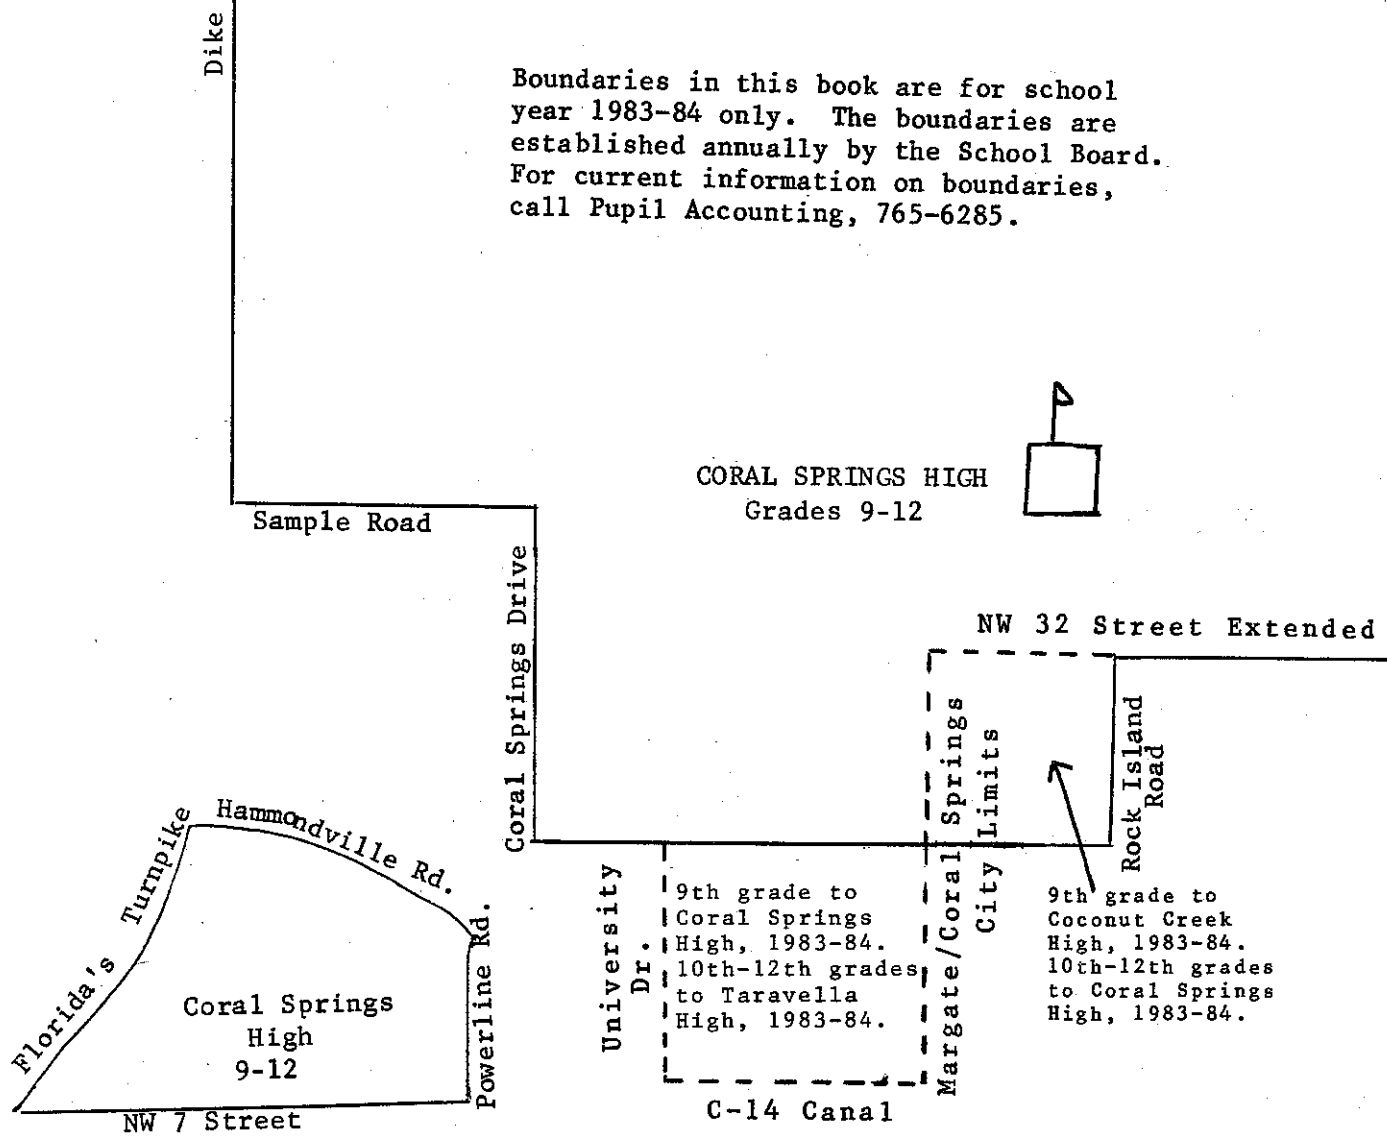 Dike
Boundaries in this book are for school
year 1983-84 only. The boundaries are
established annually by the School Board.
For current information on boundaries,
call Pupil Accounting, 765-6285.
CORAL SPRINGS HIGH
Grades 9-12
Sample Road
Coral Springs Drive
NW 32 Street Extended
Margate/Coral Springs
City Limits
Rock Island
Road
Hammondville Rd.
Florida's Turnpike
Powerline Rd.
Coral Springs
High
9-12
NW 7 Street
University
Dr.
9th grade to
Coral Springs
High, 1983-84.
10th-12th grades
to Taravella
High, 1983-84.
C-14 Canal
9th grade to
Coconut Creek
High, 1983-84.
10th-12th grades
to Coral Springs
High, 1983-84.